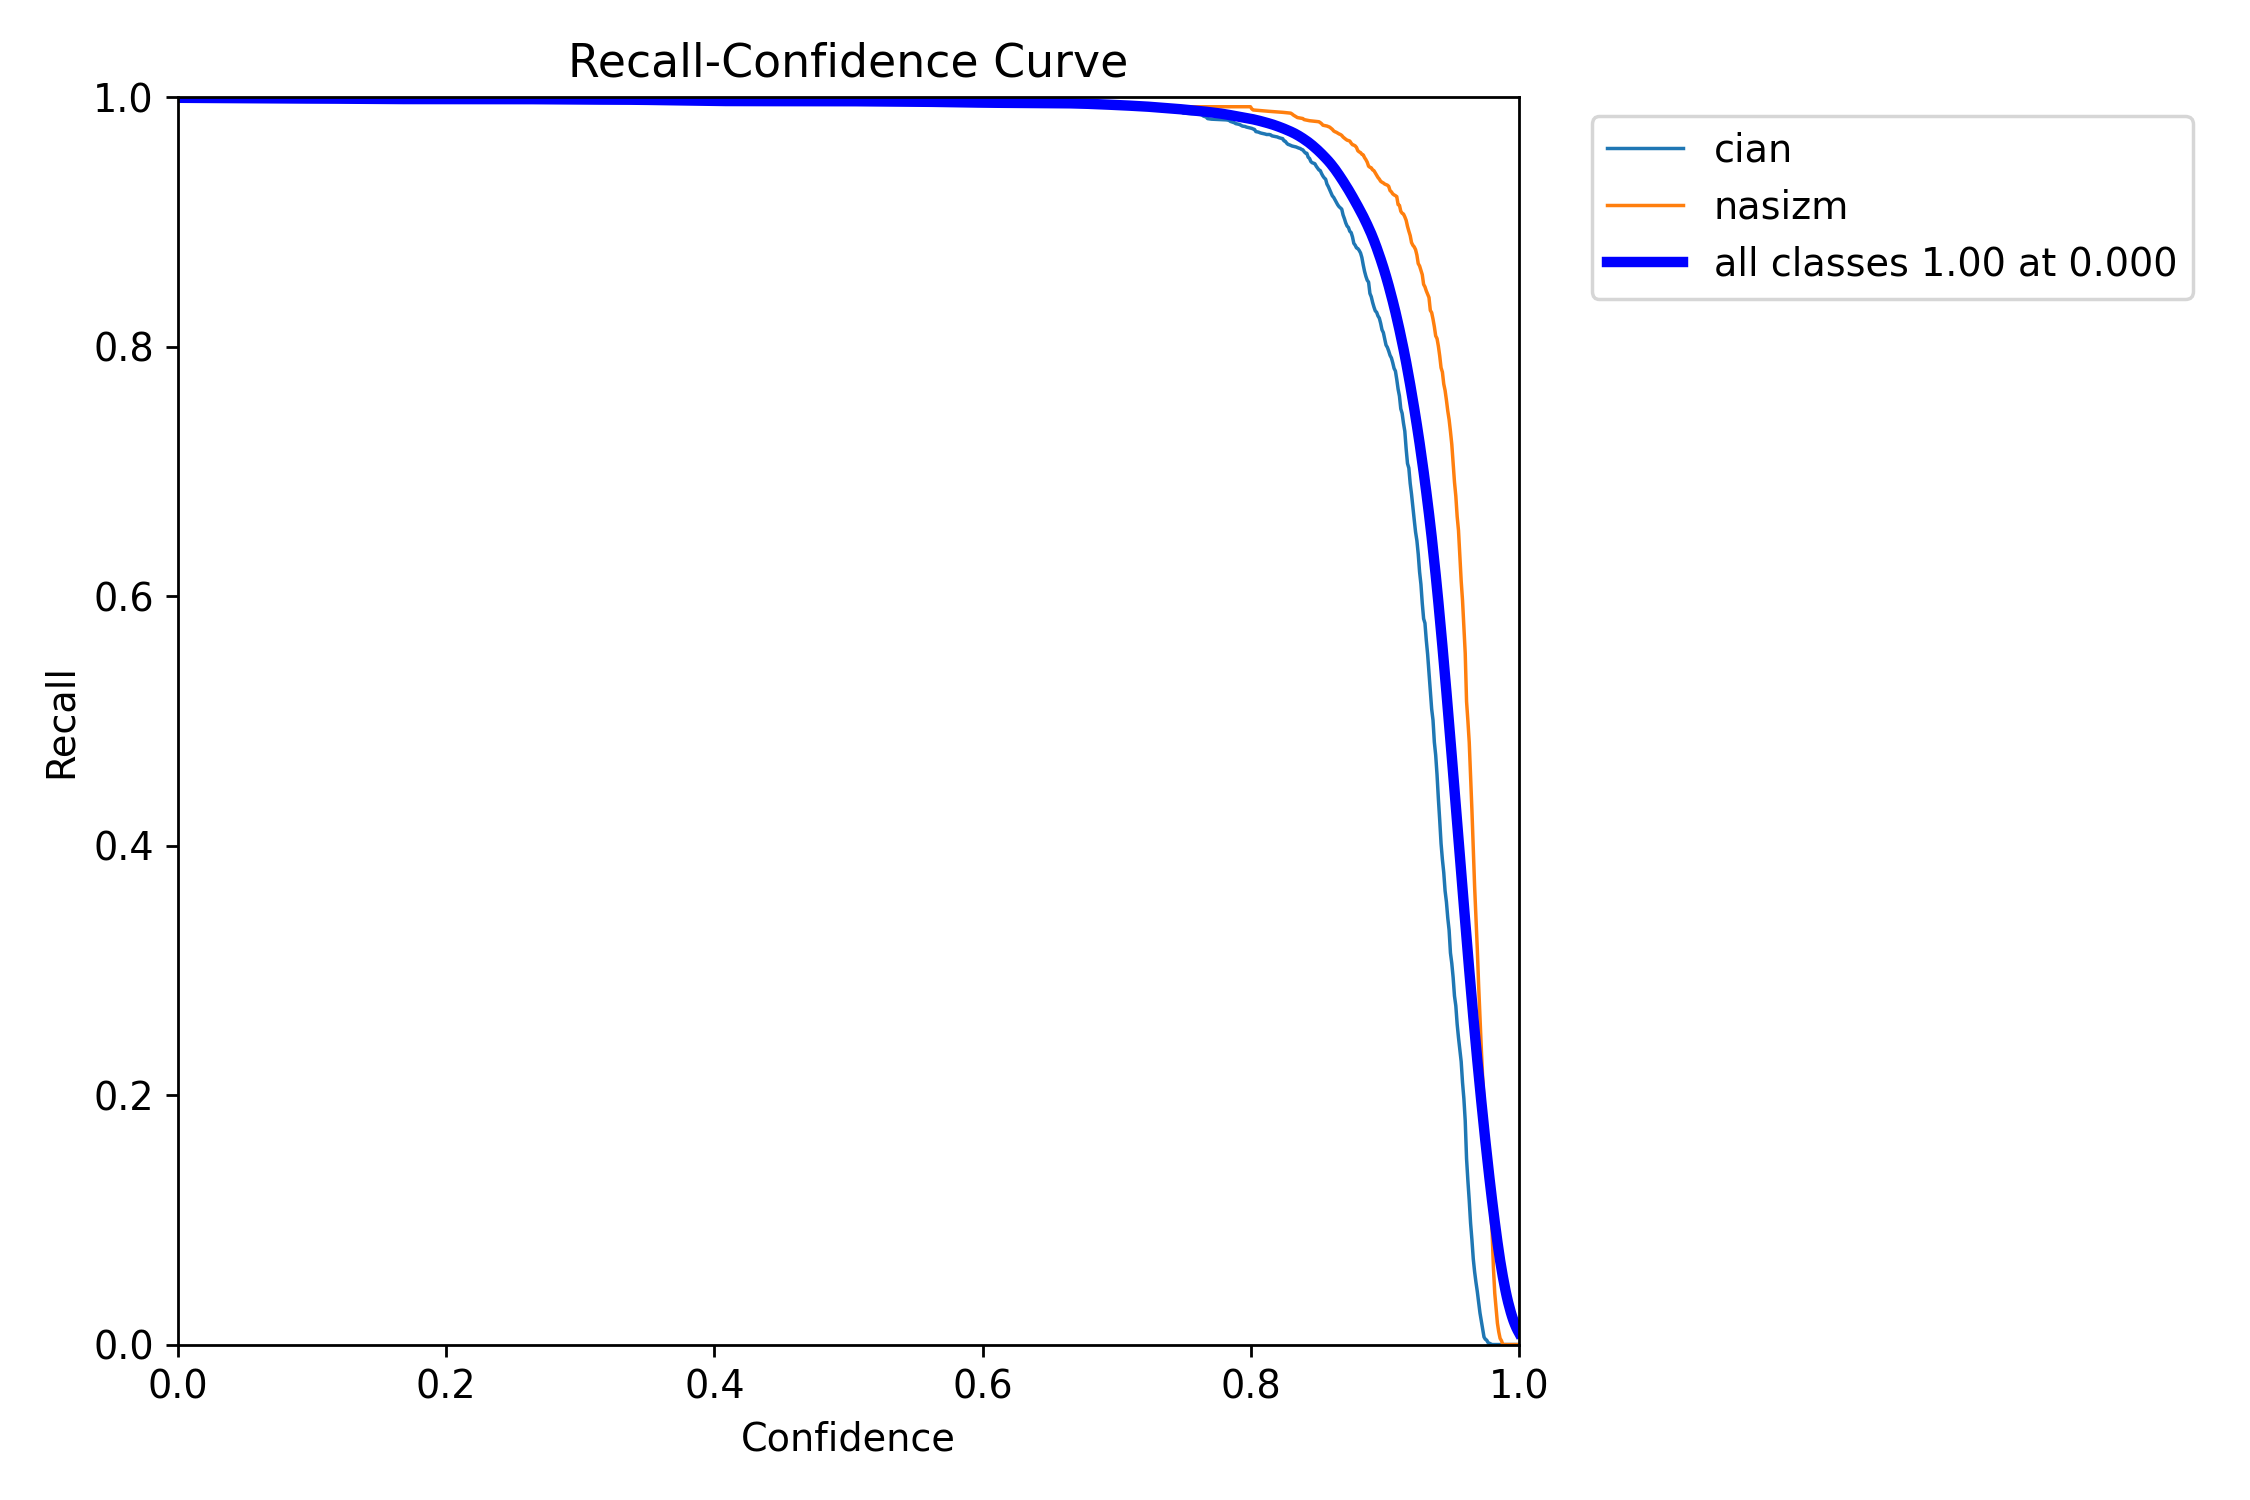 Recall-Confidence Curve
1.0
0.8
0.6
0.4
0.2
0.0
Recall
0.0 0.2 0.4 0.6 0.8 1.0
Confidence
cian
nasizm
all classes 1.00 at 0.000